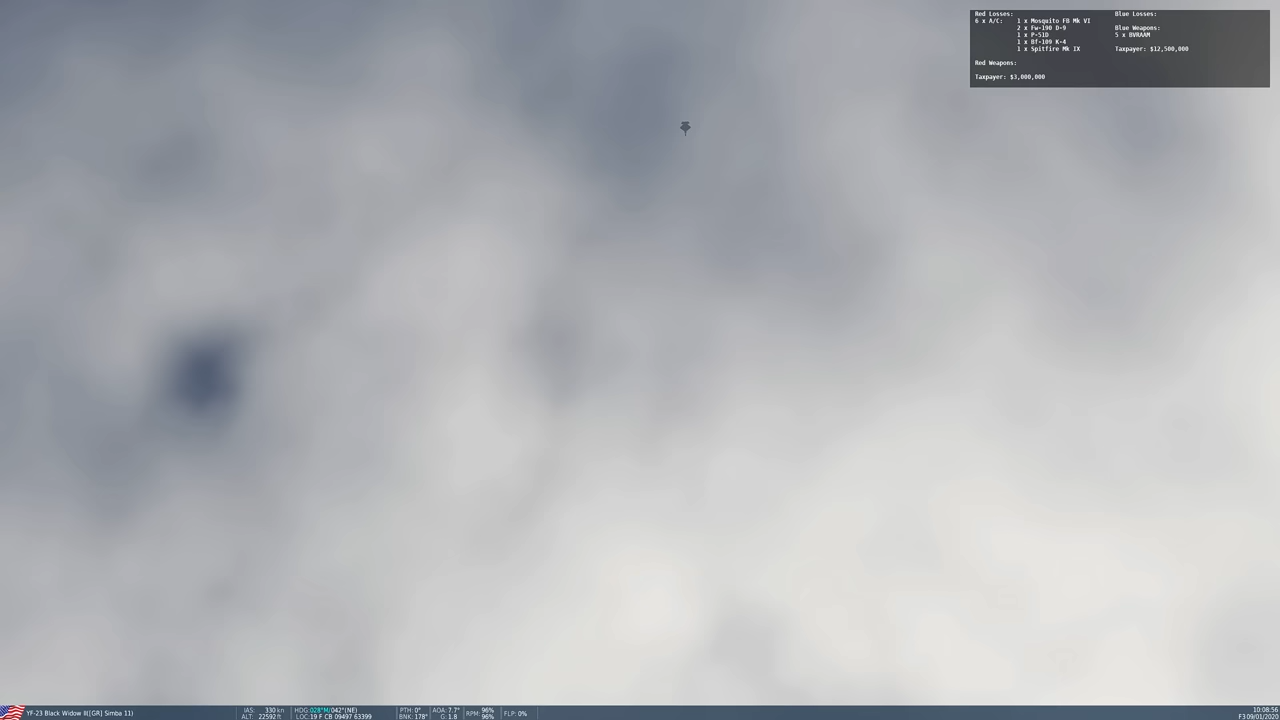 Red Losses:
6 x A/C: 1 x Mosquito FB Mk VI
2 x Fw-190 D-9
1 x P-51D
1 x Bf-109 K-4
1 x Spitfire Mk IX
Red Weapons:
Taxpayer: $3,000,000
Blue Losses:
Blue Weapons:
5 x BVRAAM
Taxpayer: $12,500,000
YF-23 Black Widow II([GR] Simba 11)
IAS: 330 kn
ALT: 22592 ft
HDG:028°M/042°(NE)
LOC:19 F CB 09497 63399
PTH: 0°
BNK: 178°
AOA: 7.7°
G: 1.8
RPM: 96%
96%
FLP: 0%
10:08:56